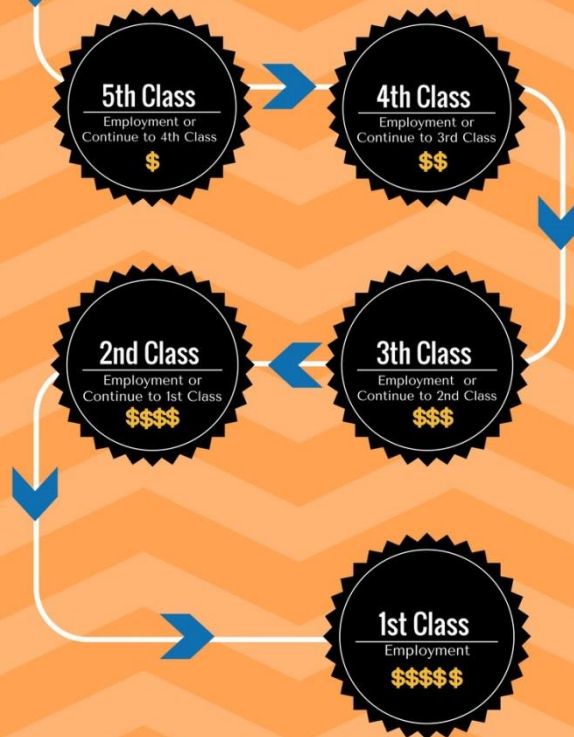 5th Class
Employment or
Continue to 4th Class
$
4th Class
Employment or
Continue to 3rd Class
$$
3th Class
Employment or
Continue to 2nd Class
$$$
2nd Class
Employment or
Continue to 1st Class
$$$$
1st Class
Employment
$$$$$